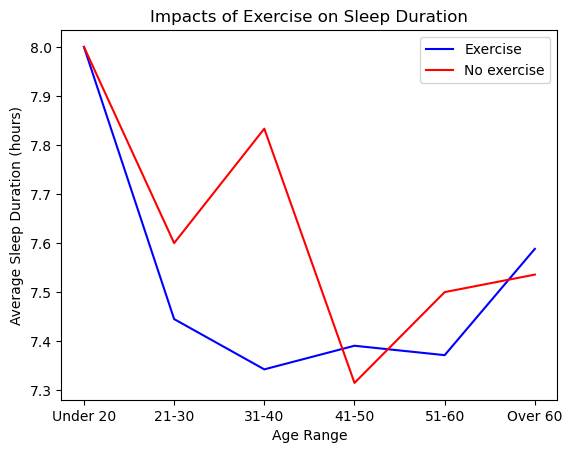 Impacts of Exercise on Sleep Duration
Exercise
No exercise
Average Sleep Duration (hours)
8.0
7.9
7.8
7.7
7.6
7.5
7.4
7.3
Under 20 21-30 31-40 41-50 51-60 Over 60
Age Range